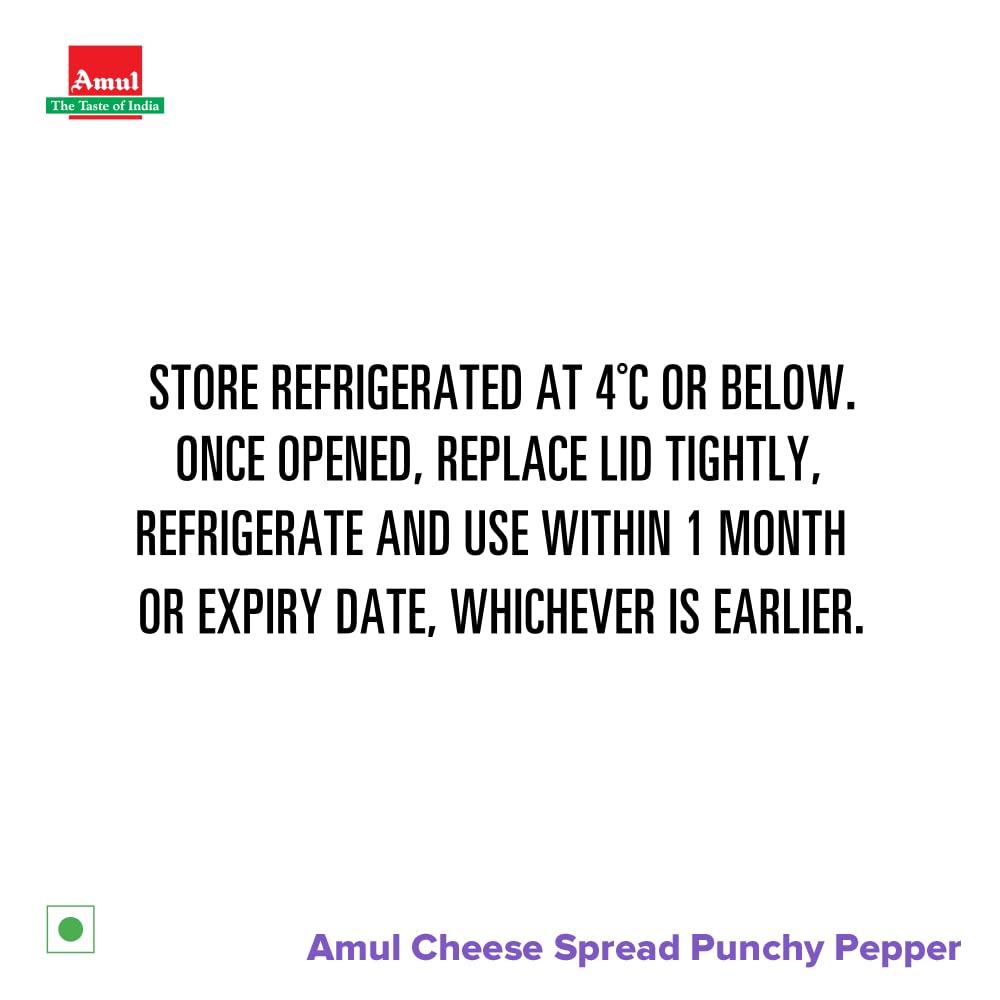 Amul
The Taste of India
STORE REFRIGERATED AT 4°C OR BELOW.
ONCE OPENED, REPLACE LID TIGHTLY,
REFRIGERATE AND USE WITHIN 1 MONTH
OR EXPIRY DATE, WHICHEVER IS EARLIER.
Amul Cheese Spread Punchy Pepper